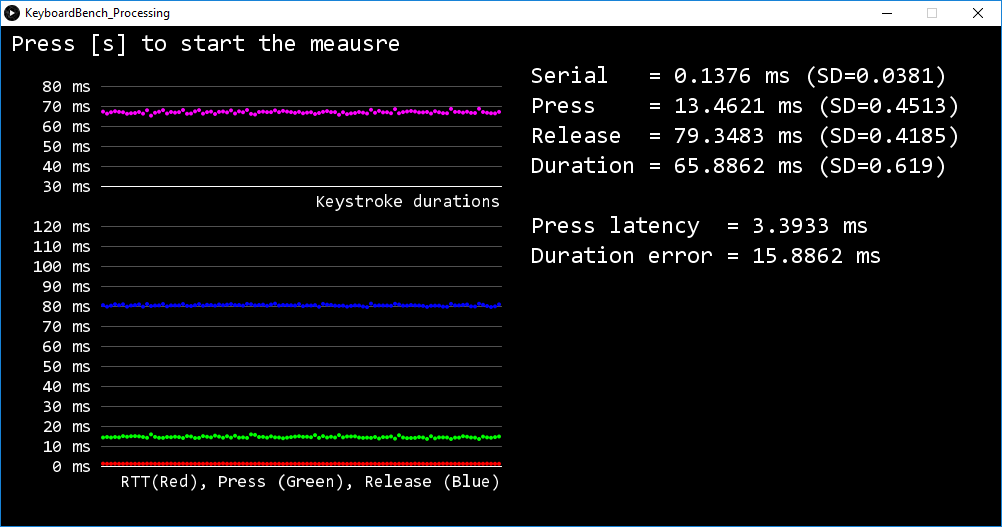 KeyboardBench_Processing
Press [s] to start the meausre
80 ms
70 ms
60 ms
50 ms
40 ms
30 ms
Keystroke durations
120 ms
110 ms
100 ms
90 ms
80 ms
70 ms
60 ms
50 ms
40 ms
30 ms
20 ms
10 ms
0 ms
RTT(Red), Press (Green), Release (Blue)
Serial = 0.1376 ms (SD=0.0381)
Press = 13.4621 ms (SD=0.4513)
Release = 79.3483 ms (SD=0.4185)
Duration = 65.8862 ms (SD=0.619)
Press latency = 3.3933 ms
Duration error = 15.8862 ms